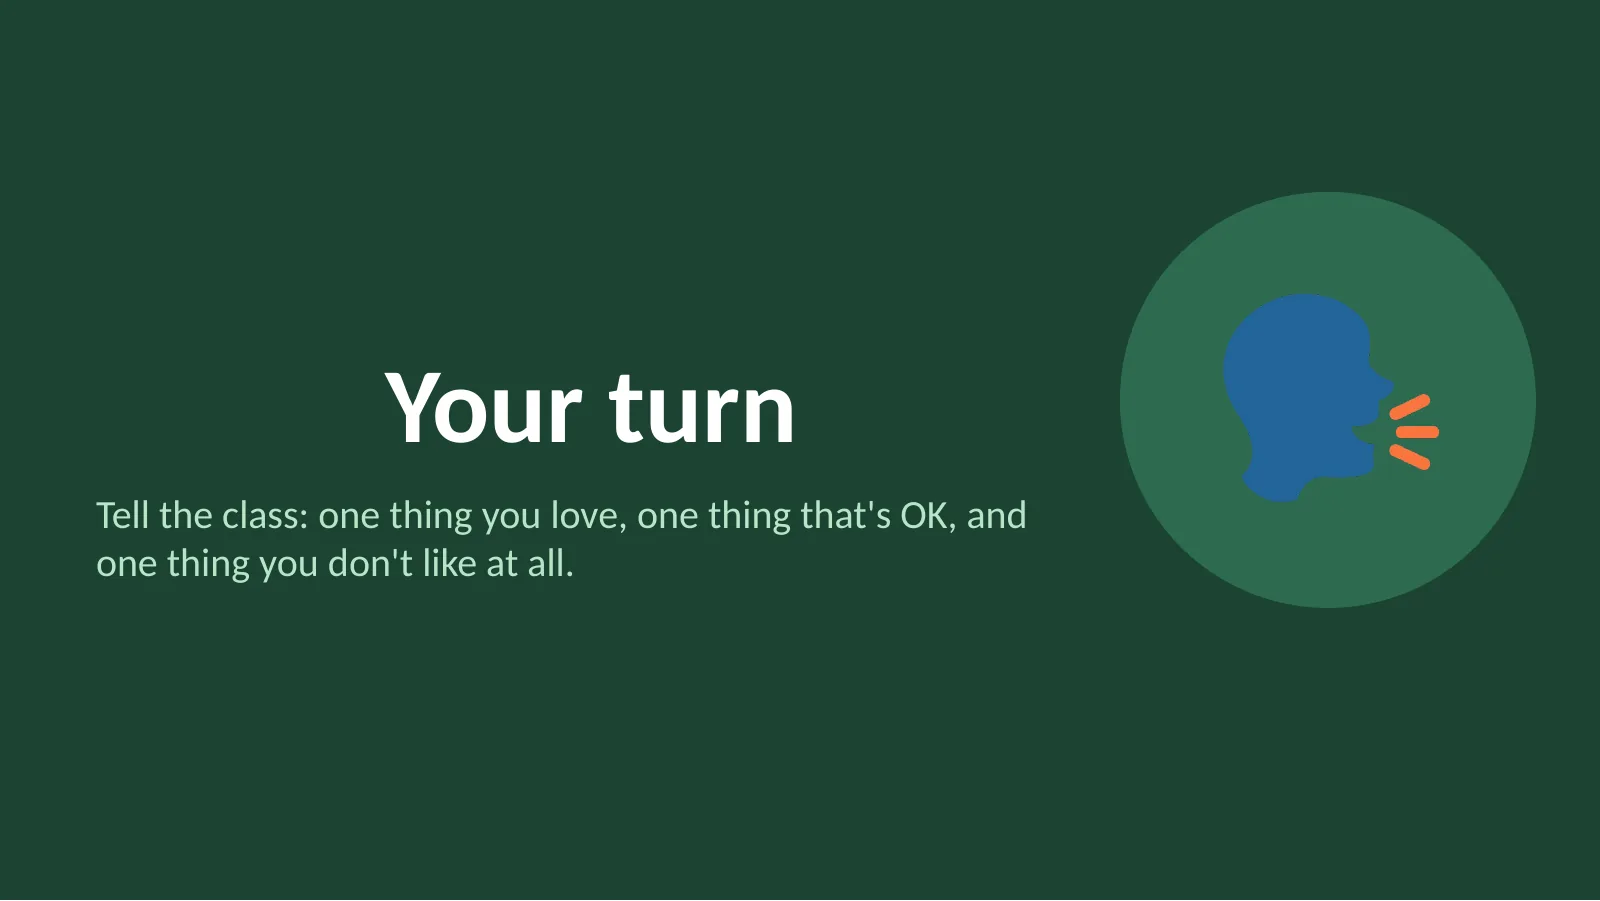 Your turn
Tell the class: one thing you love, one thing that's OK, and
one thing you don't like at all.